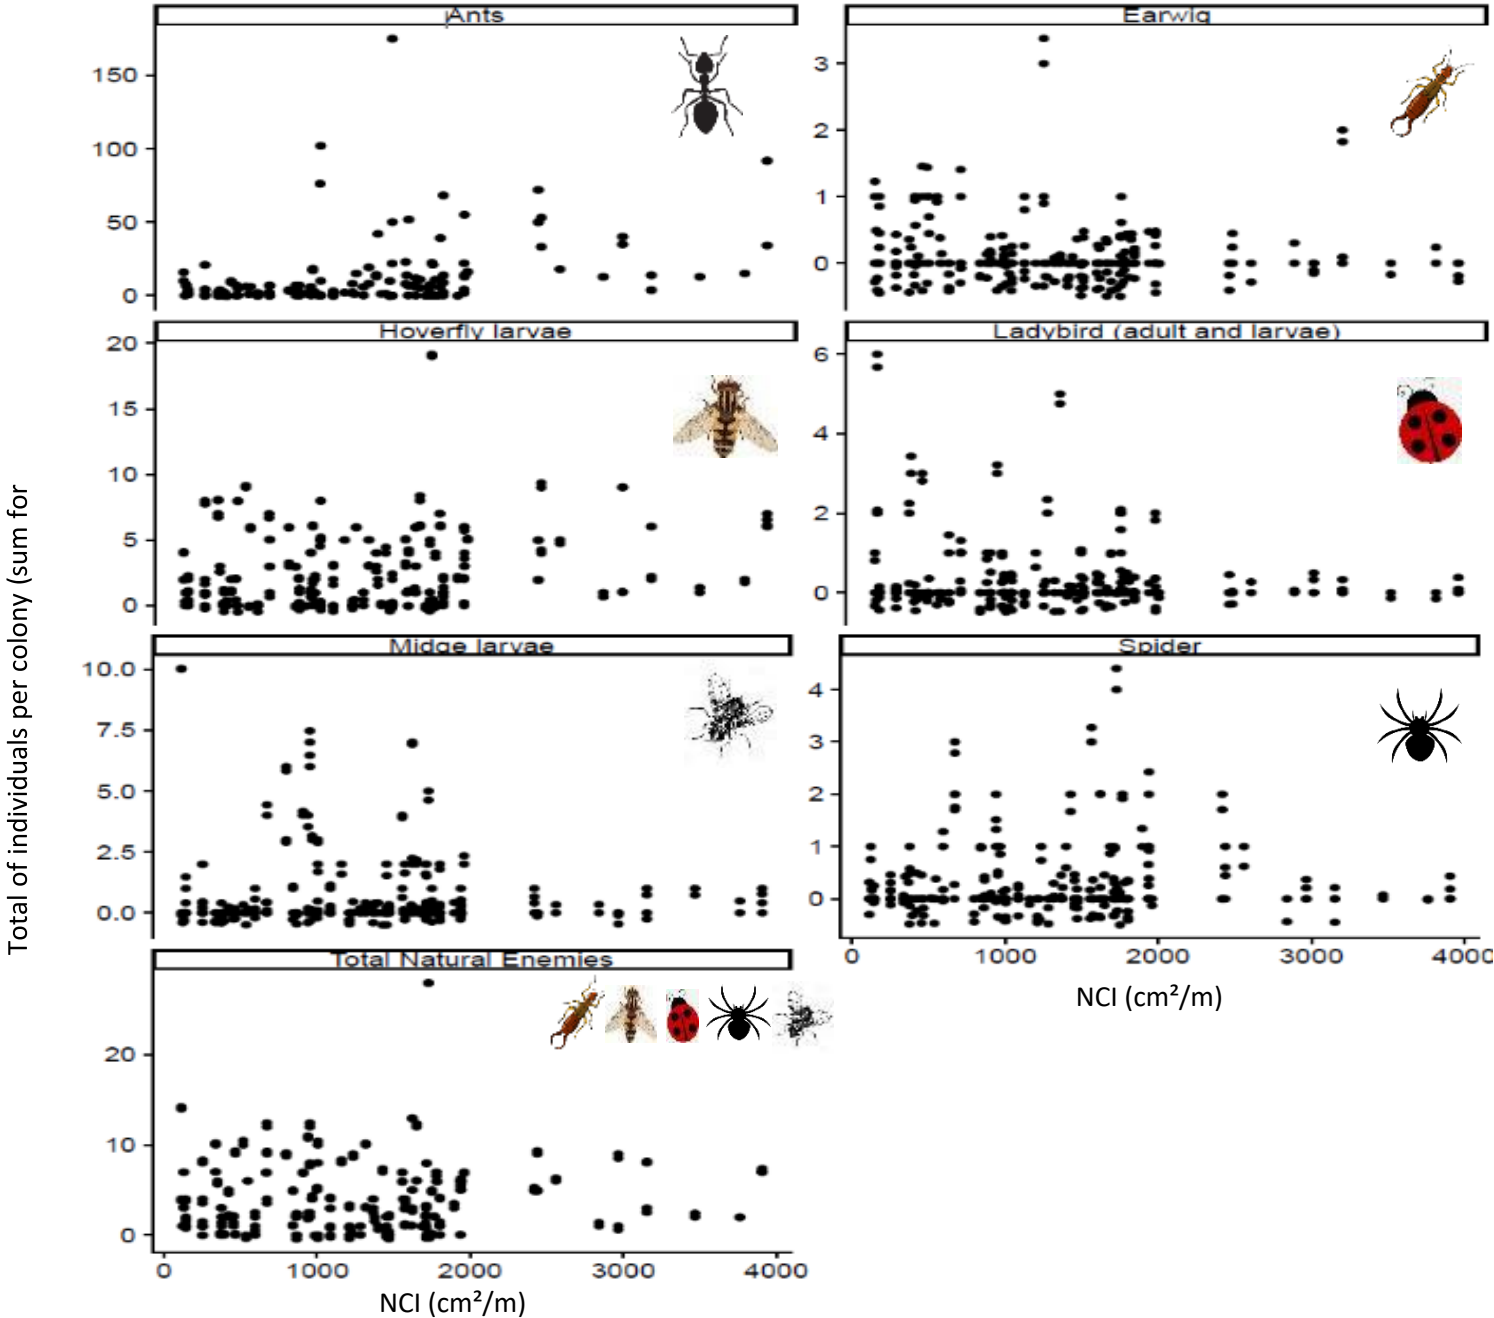 Ants
150
100
50
0
Earwig
3
2
1
0
Hoverfly larvae
20
15
10
5
0
Ladybird (adult and larvae)
6
4
2
0
Midge larvae
10.0
7.5
5.0
2.5
0.0
Spider
4
3
2
1
0
0 1000 2000 3000 4000
NCI (cm²/m)
Total Natural Enemies
20
10
0
0 1000 2000 3000 4000
NCI (cm²/m)
Total of individuals per colony (sum for